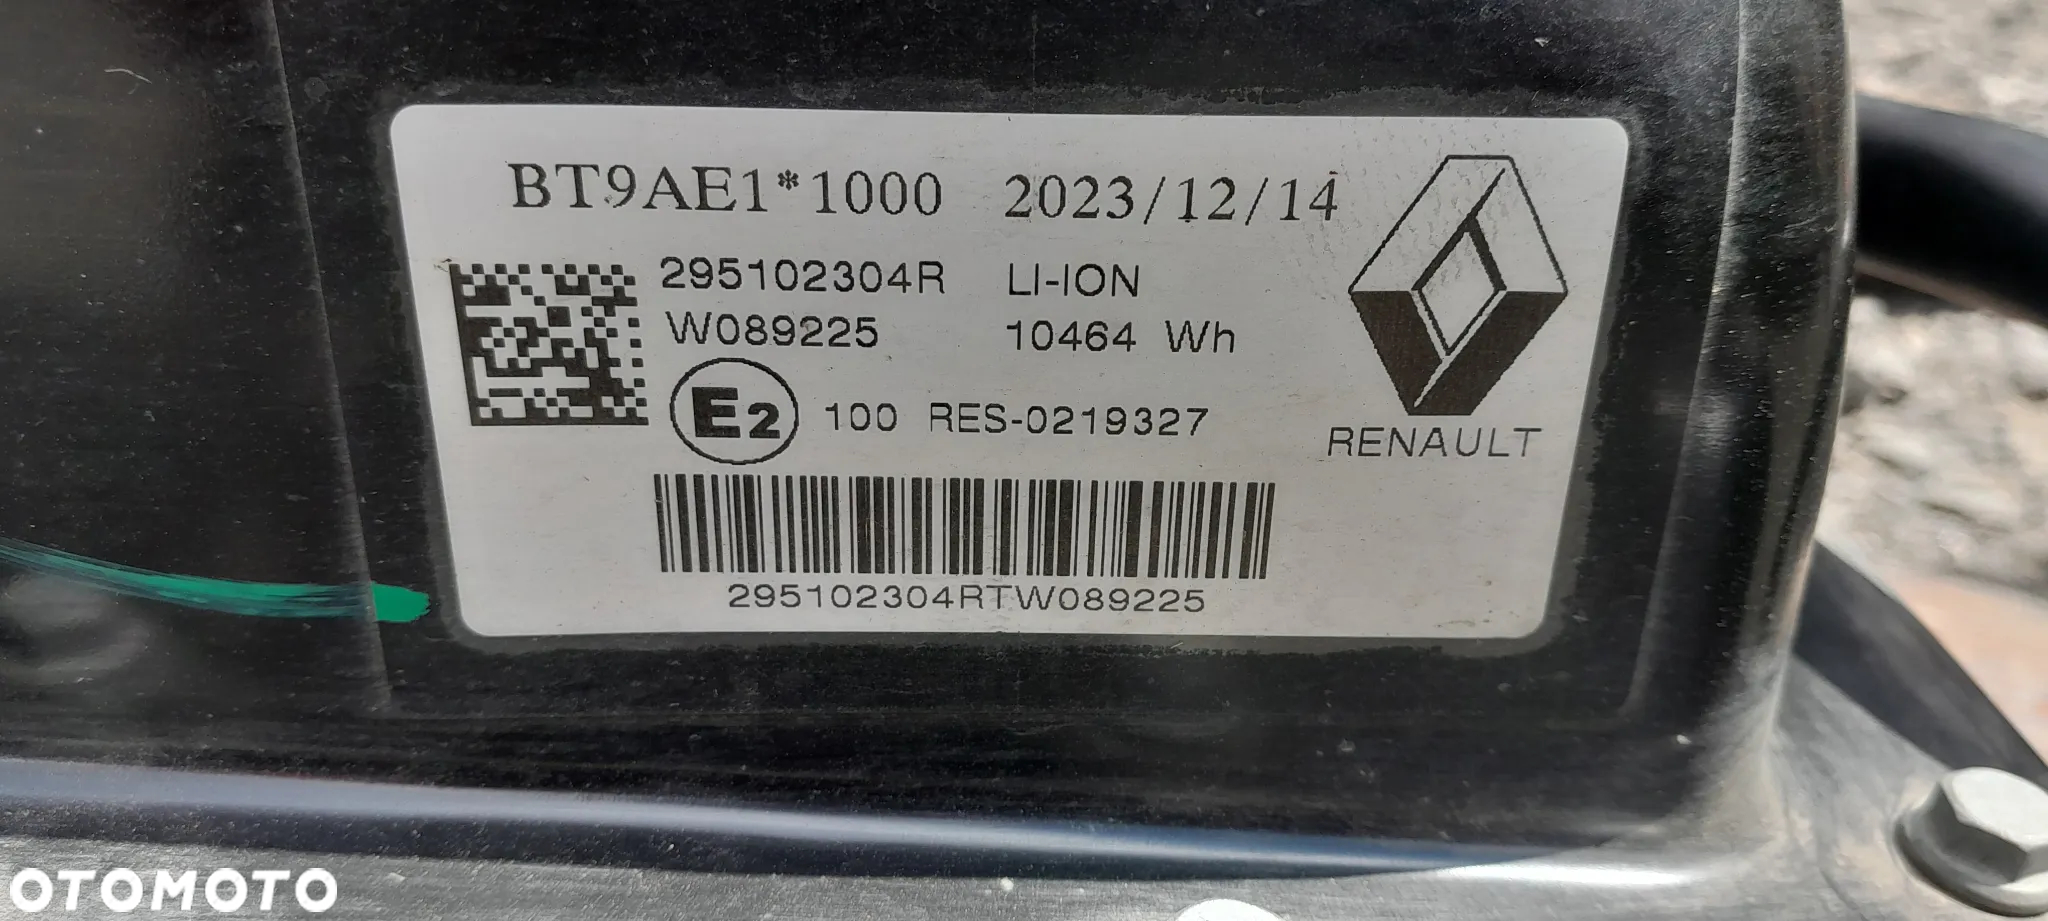 BT9AE1*1000 2023/12/14
295102304R LI-ION
W089225 10464 Wh
E2 100 RES-0219327
RENAULT
295102304RTW089225
OTOMOTO